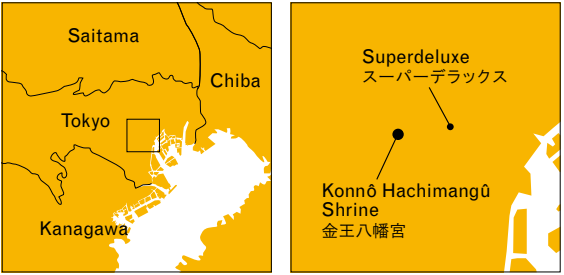 Saitama
Chiba
Tokyo
Kanagawa
Superdeluxe
スーパーデラックス
Konnô Hachimangû
Shrine
金王八幡宮